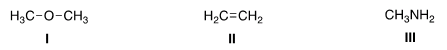 H₃C-O-CH₃ H₂C=CH₂ CH₃NH₂
I II III